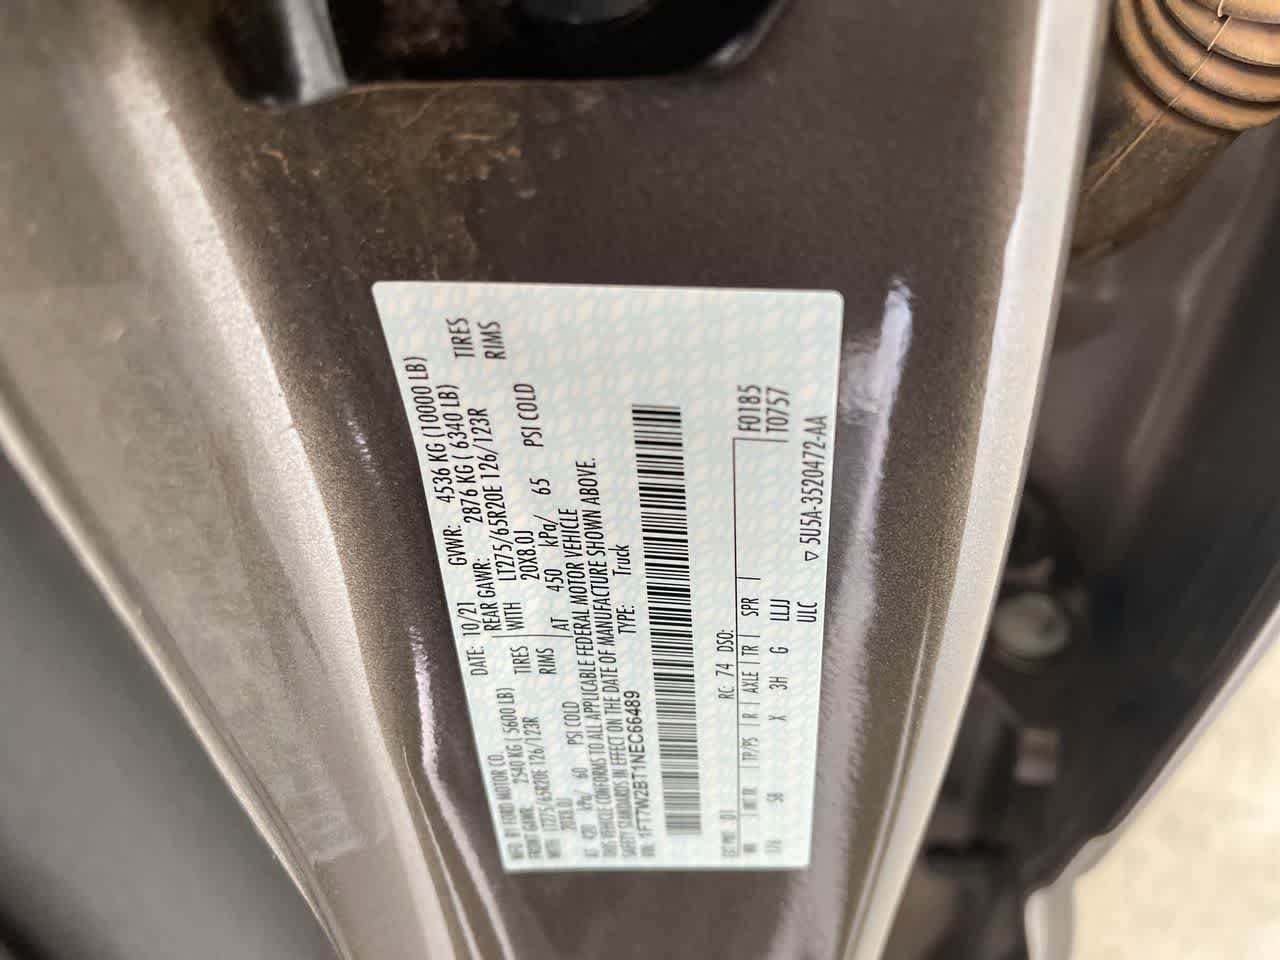 MFD. BY FORD MOTOR CO.
DATE: 10/21 GVWR: 4536 KG (10000 LB)
FRONT GAWR: 2540 KG ( 5600 LB) REAR GAWR: 2876 KG ( 6340 LB)
WITH LT275/65R20E 126/123R TIRES WITH LT275/65R20E 126/123R TIRES
20X8.0J RIMS 20X8.0J RIMS
AT 420 kPa/ 60 PSI COLD AT 450 kPa/ 65 PSI COLD
THIS VEHICLE CONFORMS TO ALL APPLICABLE FEDERAL MOTOR VEHICLE
SAFETY STANDARDS IN EFFECT ON THE DATE OF MANUFACTURE SHOWN ABOVE.
VIN: 1FT7W2BT1NEC66489 TYPE: Truck
EXT PNT: D1 RC: 74 DSO: F0185
T0757
WB INT TR TP/PS R AXLE TR SPR
176 X 3H G LLJJ
ULC
▽ 5U5A-3520472-AA